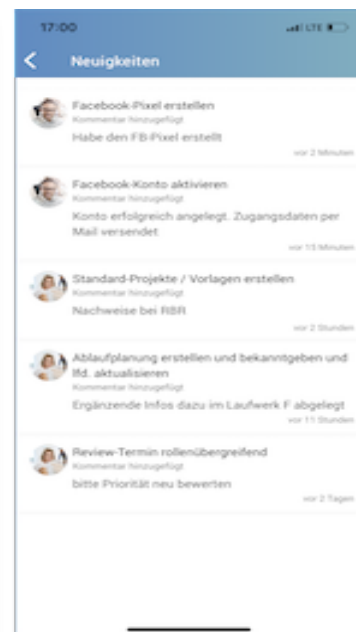 17:00
LTE
Neuigkeiten
Facebook-Pixel erstellen
Kommentar hinzugefügt
Habe den FB-Pixel erstellt
vor 2 Minuten
Facebook-Konto aktivieren
Kommentar hinzugefügt
Konto erfolgreich angelegt. Zugangsdaten per
Mail versendet
vor 15 Minuten
Standard-Projekte / Vorlagen erstellen
Kommentar hinzugefügt
Nachweise bei RBR
vor 2 Stunden
Ablaufplanung erstellen und bekanntgeben und
lfd. aktualisieren
Kommentar hinzugefügt
Ergänzende Infos dazu im Laufwerk F abgelegt
vor 11 Stunden
Review-Termin rollenübergreifend
Kommentar hinzugefügt
bitte Priorität neu bewerten
vor 2 Tagen